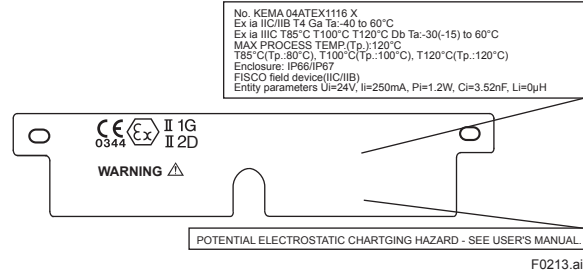 No. KEMA 04ATEX1116 X
Ex ia IIC/IIB T4 Ga Ta:-40 to 60°C
Ex ia IIIC T85°C T100°C T120°C Db Ta:-30(-15) to 60°C
MAX PROCESS TEMP.(Tp.):120°C
T85°C(Tp.:80°C), T100°C(Tp.:100°C), T120°C(Tp.:120°C)
Enclosure: IP66/IP67
FISCO field device(IIC/IIB)
Entity parameters Ui=24V, Ii=250mA, Pi=1.2W, Ci=3.52nF, Li=0µH
CE Ex II 1G
0344 II 2D
WARNING ⚠
POTENTIAL ELECTROSTATIC CHARTGING HAZARD - SEE USER'S MANUAL.
F0213.ai